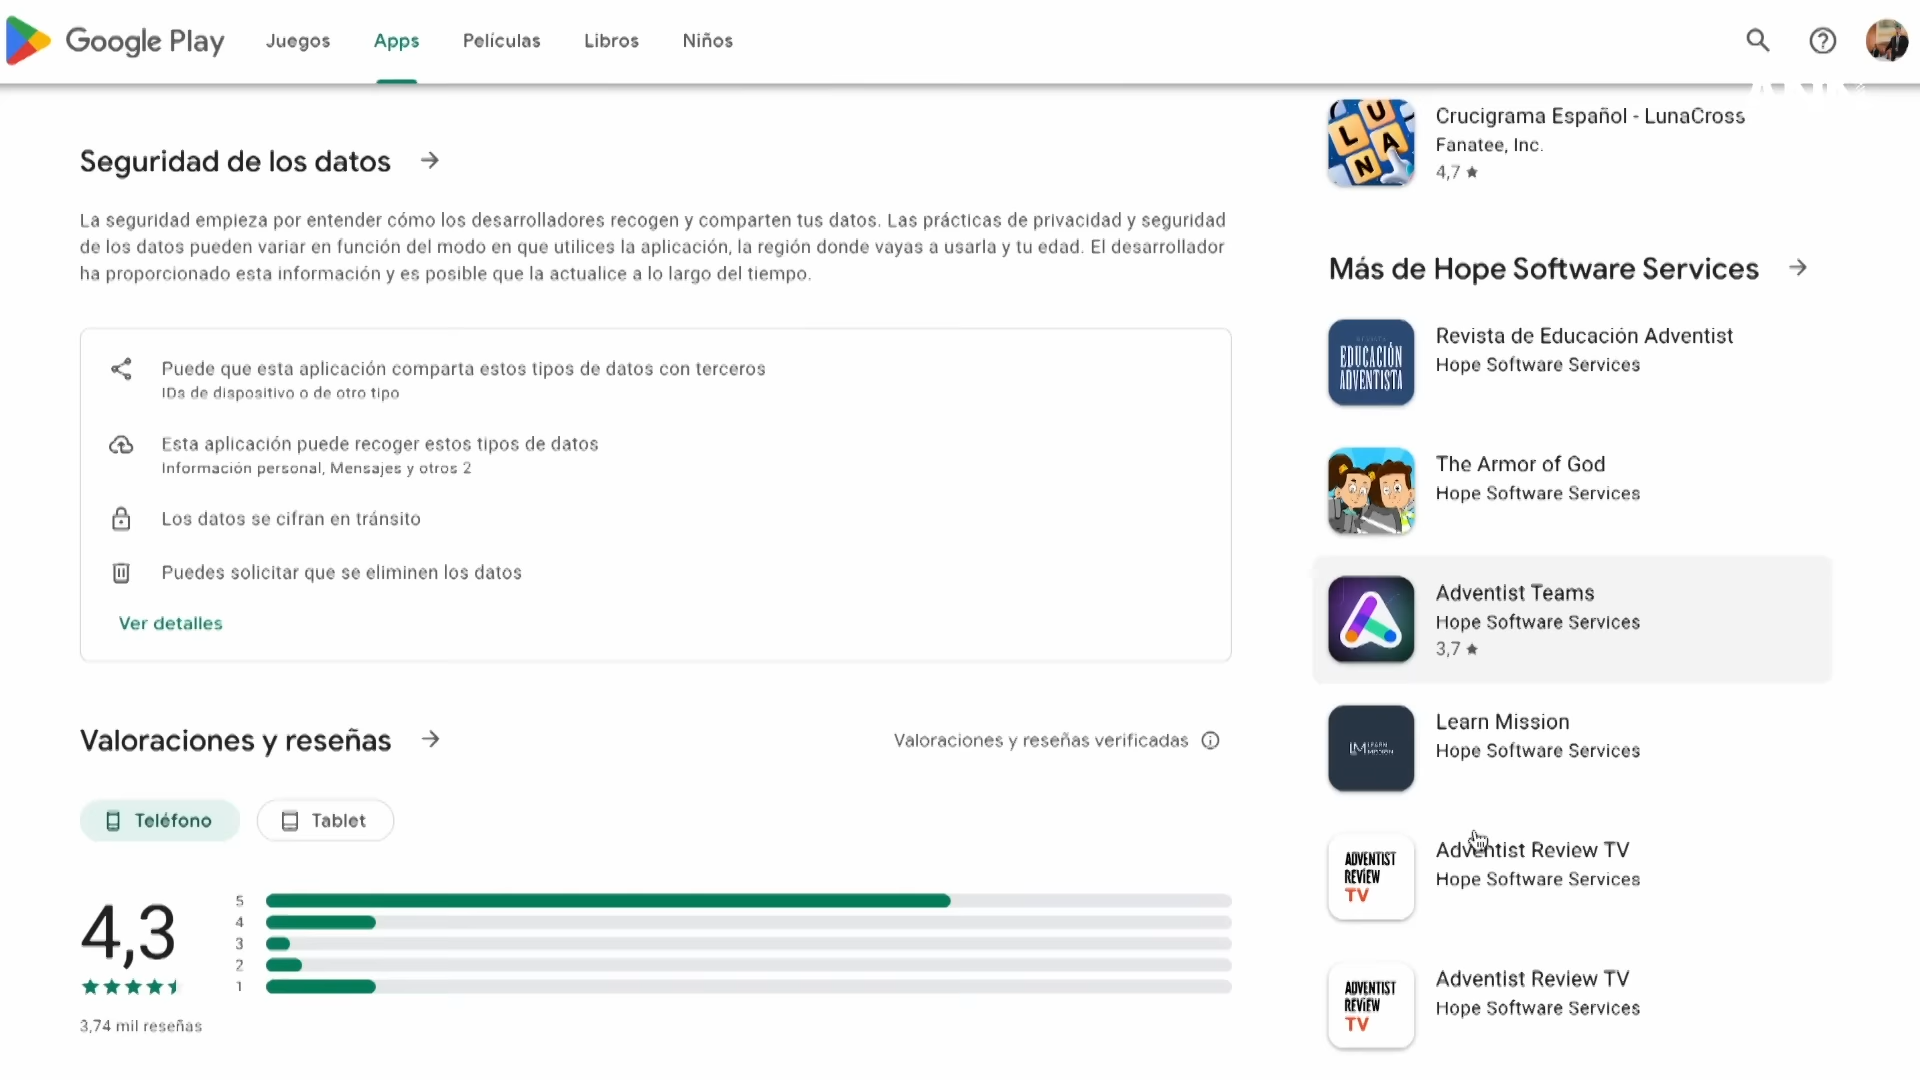 Google Play
Juegos
Apps
Películas
Libros
Niños
Seguridad de los datos
La seguridad empieza por entender cómo los desarrolladores recogen y comparten tus datos. Las prácticas de privacidad y seguridad
de los datos pueden variar en función del modo en que utilices la aplicación, la región donde vayas a usarla y tu edad. El desarrollador
ha proporcionado esta información y es posible que la actualice a lo largo del tiempo.
Puede que esta aplicación comparta estos tipos de datos con terceros
IDs de dispositivo o de otro tipo
Esta aplicación puede recoger estos tipos de datos
Información personal, Mensajes y otros 2
Los datos se cifran en tránsito
Puedes solicitar que se eliminen los datos
Ver detalles
Valoraciones y reseñas
Valoraciones y reseñas verificadas
Teléfono
Tablet
4,3
3,74 mil reseñas
5
4
3
2
1
LUNA
Crucigrama Español - LunaCross
Fanatee, Inc.
4,7 ★
Más de Hope Software Services
EDUCACIÓN
ADVENTISTA
Revista de Educación Adventist
Hope Software Services
The Armor of God
Hope Software Services
Adventist Teams
Hope Software Services
3,7 ★
LM LEARN
MISSION
Learn Mission
Hope Software Services
ADVENTIST
REVIEW
TV
Adventist Review TV
Hope Software Services
ADVENTIST
REVIEW
TV
Adventist Review TV
Hope Software Services